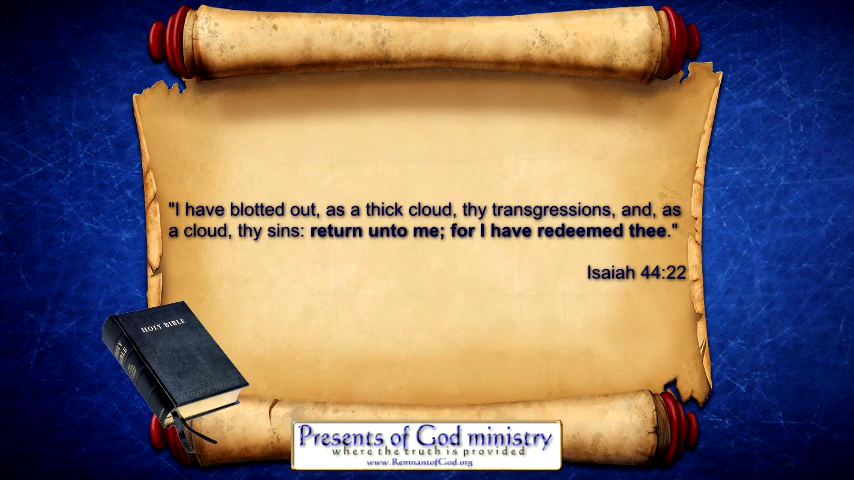 "I have blotted out, as a thick cloud, thy transgressions, and, as
a cloud, thy sins: return unto me; for I have redeemed thee."
Isaiah 44:22
HOLY BIBLE
Presents of God ministry
where the truth is provided
www.RemnantofGod.org